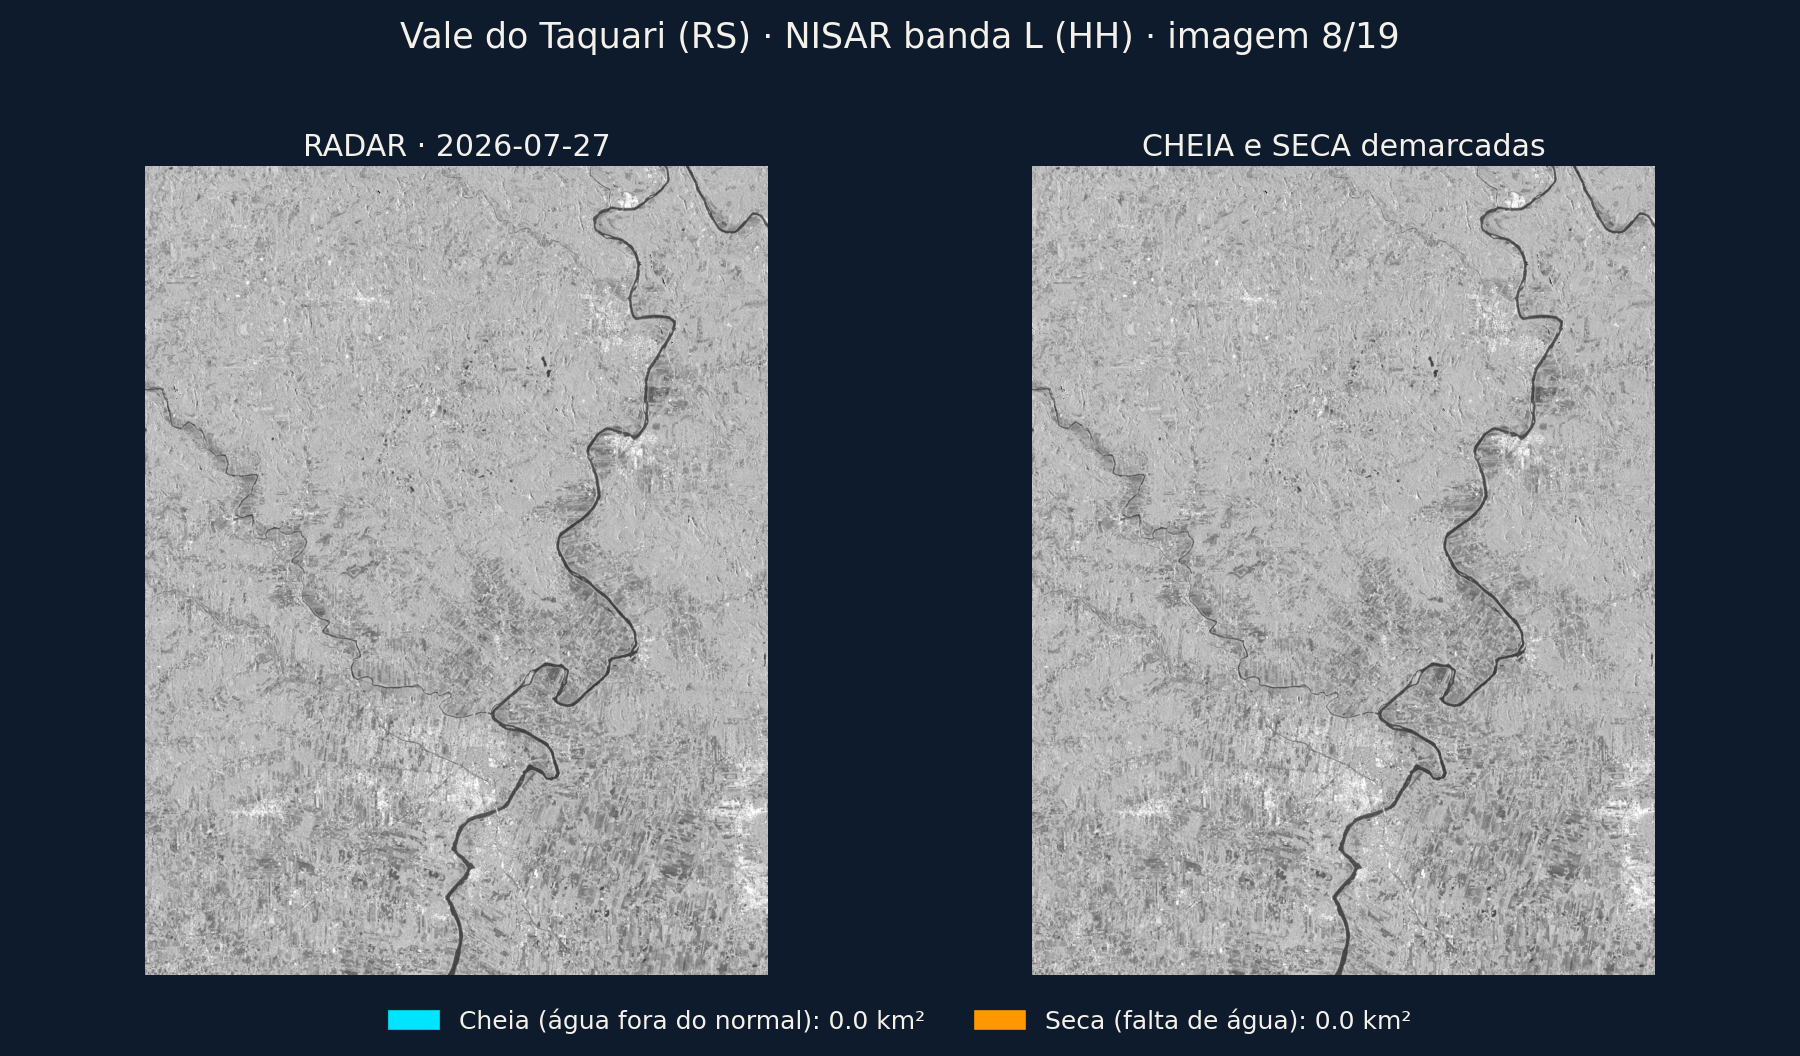 Vale do Taquari (RS) · NISAR banda L (HH) · imagem 8/19
RADAR · 2026-07-27
CHEIA e SECA demarcadas
Cheia (água fora do normal): 0.0 km²
Seca (falta de água): 0.0 km²